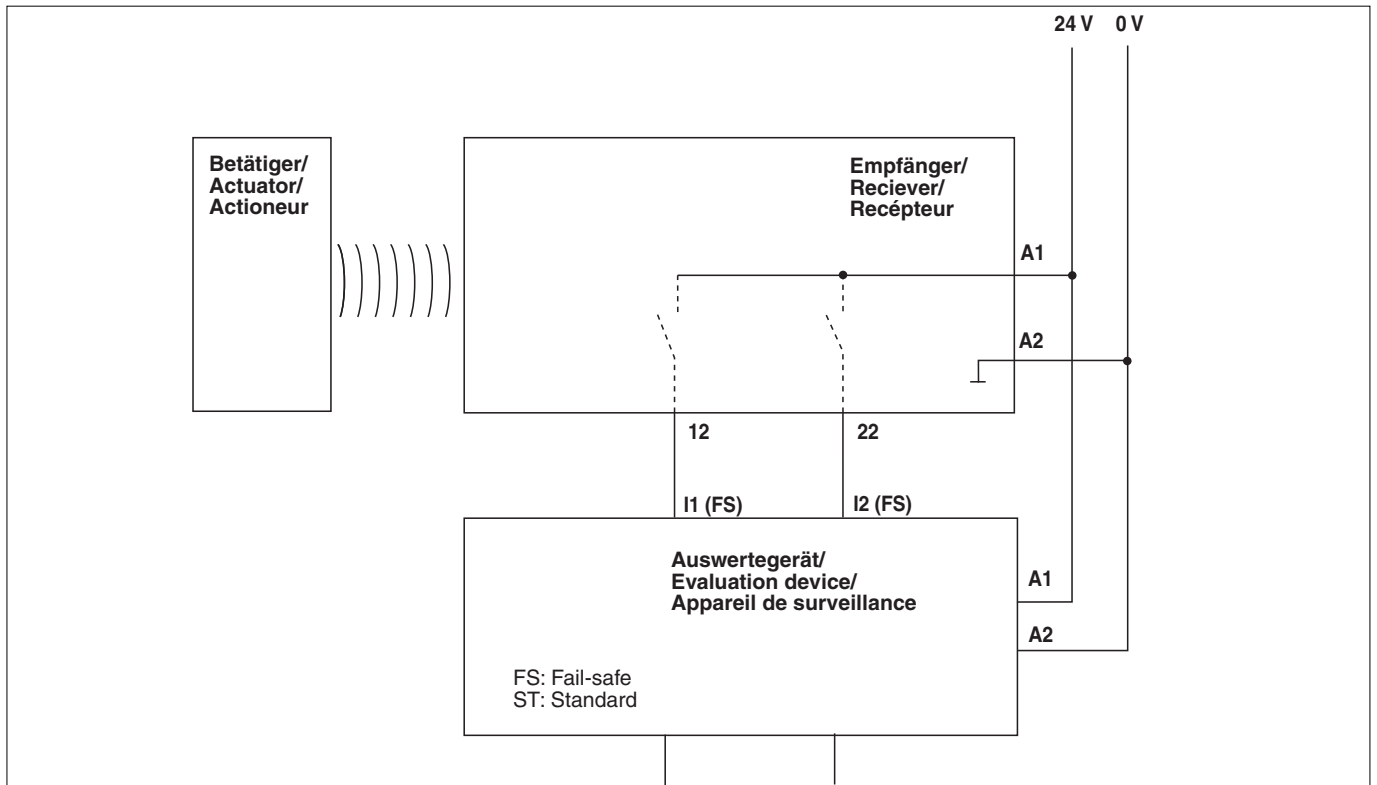 24 V 0 V
Betätiger/
Actuator/
Actioneur
Empfänger/
Reciever/
Recépteur
A1
A2
12 22
I1 (FS) I2 (FS)
Auswertegerät/
Evaluation device/
Appareil de surveillance
A1
A2
FS: Fail-safe
ST: Standard